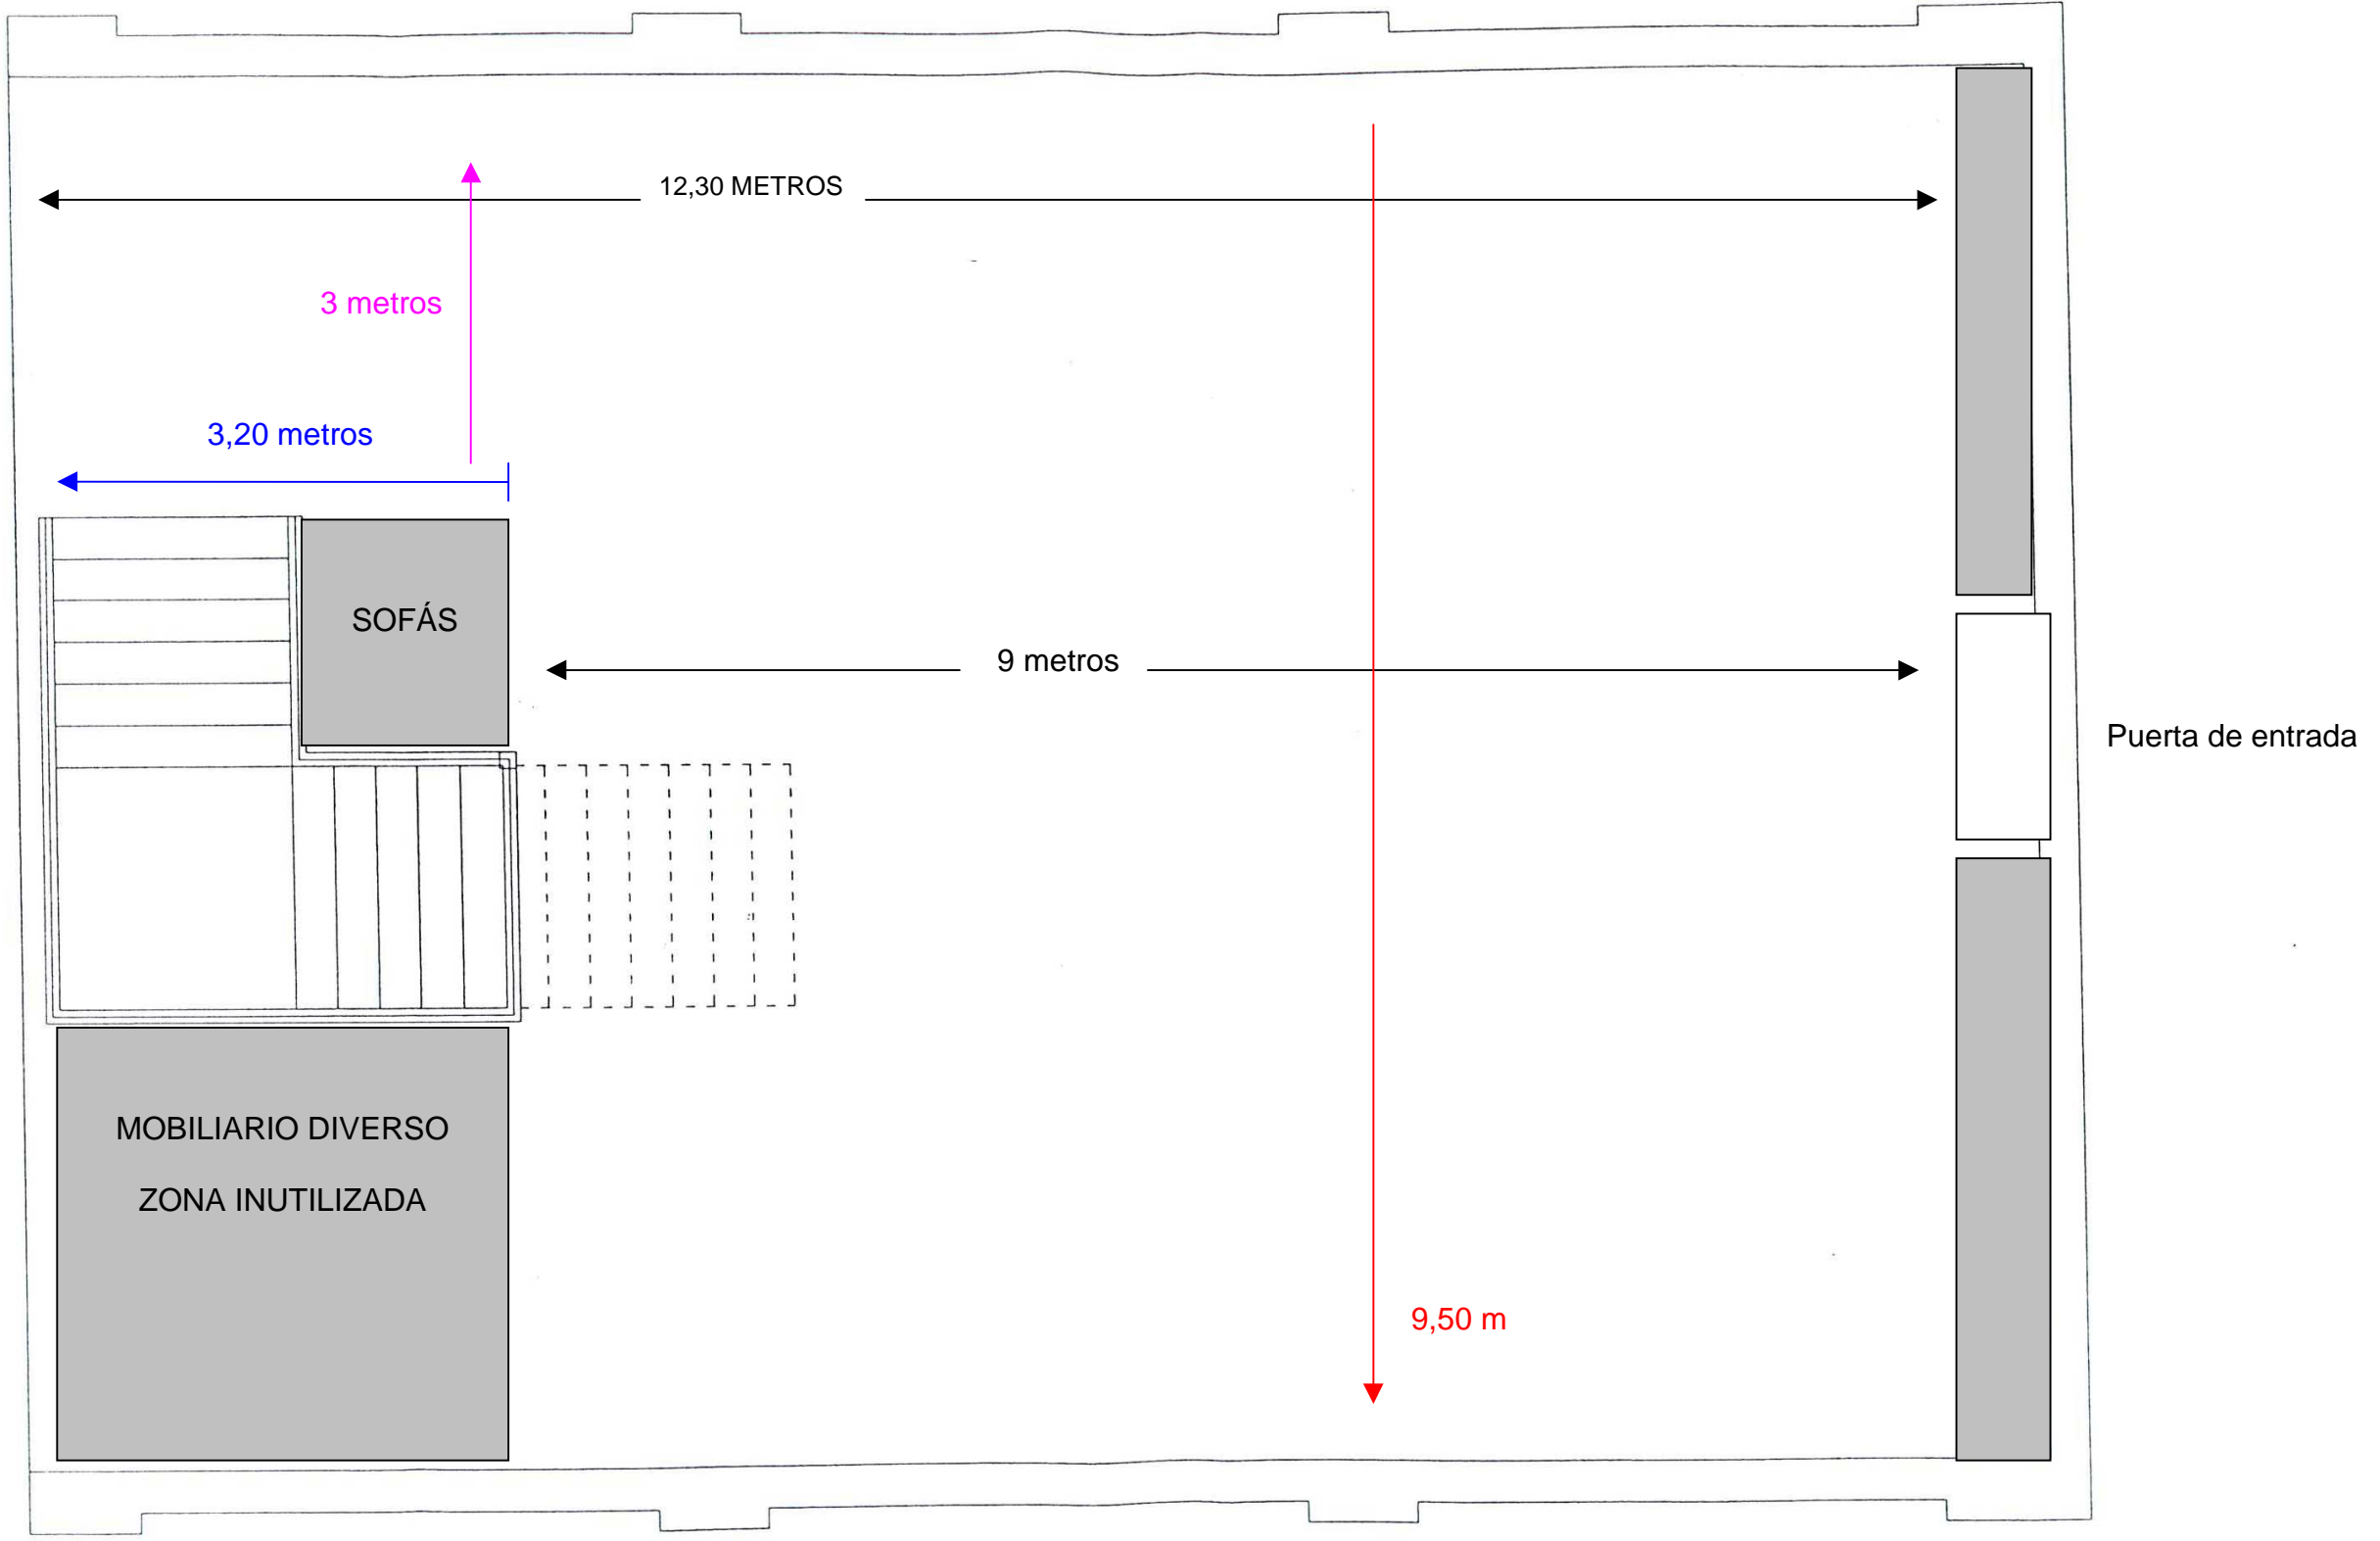 12,30 METROS
3 metros
3,20 metros
SOFÁS
9 metros
Puerta de entrada
MOBILIARIO DIVERSO
ZONA INUTILIZADA
9,50 m